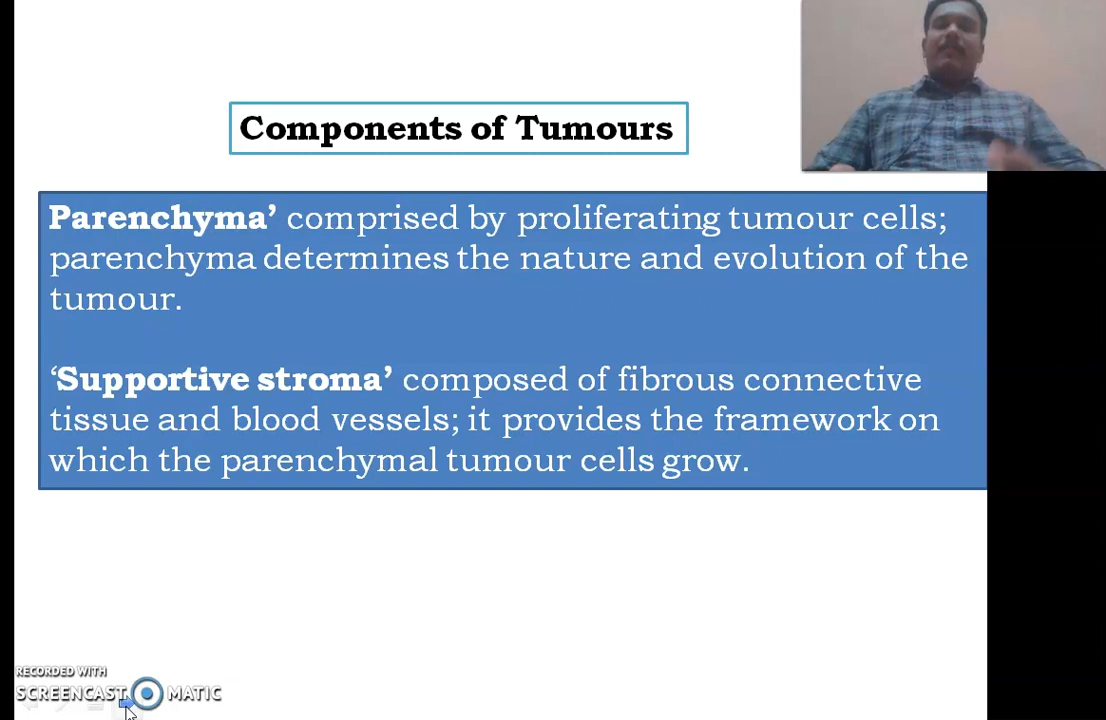 Components of Tumours
Parenchyma’ comprised by proliferating tumour cells;
parenchyma determines the nature and evolution of the
tumour.
‘Supportive stroma’ composed of fibrous connective
tissue and blood vessels; it provides the framework on
which the parenchymal tumour cells grow.
RECORDED WITH
SCREENCAST MATIC